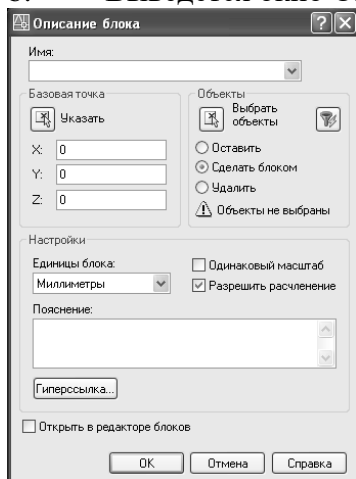 Описание блока
Имя:
Базовая точка
Указать
X: 0
Y: 0
Z: 0
Объекты
Выбрать
объекты
Оставить
Сделать блоком
Удалить
Объекты не выбраны
Настройки
Единицы блока:
Миллиметры
Одинаковый масштаб
Разрешить расчленение
Пояснение:
Гиперссылка...
Открыть в редакторе блоков
OK Отмена Справка